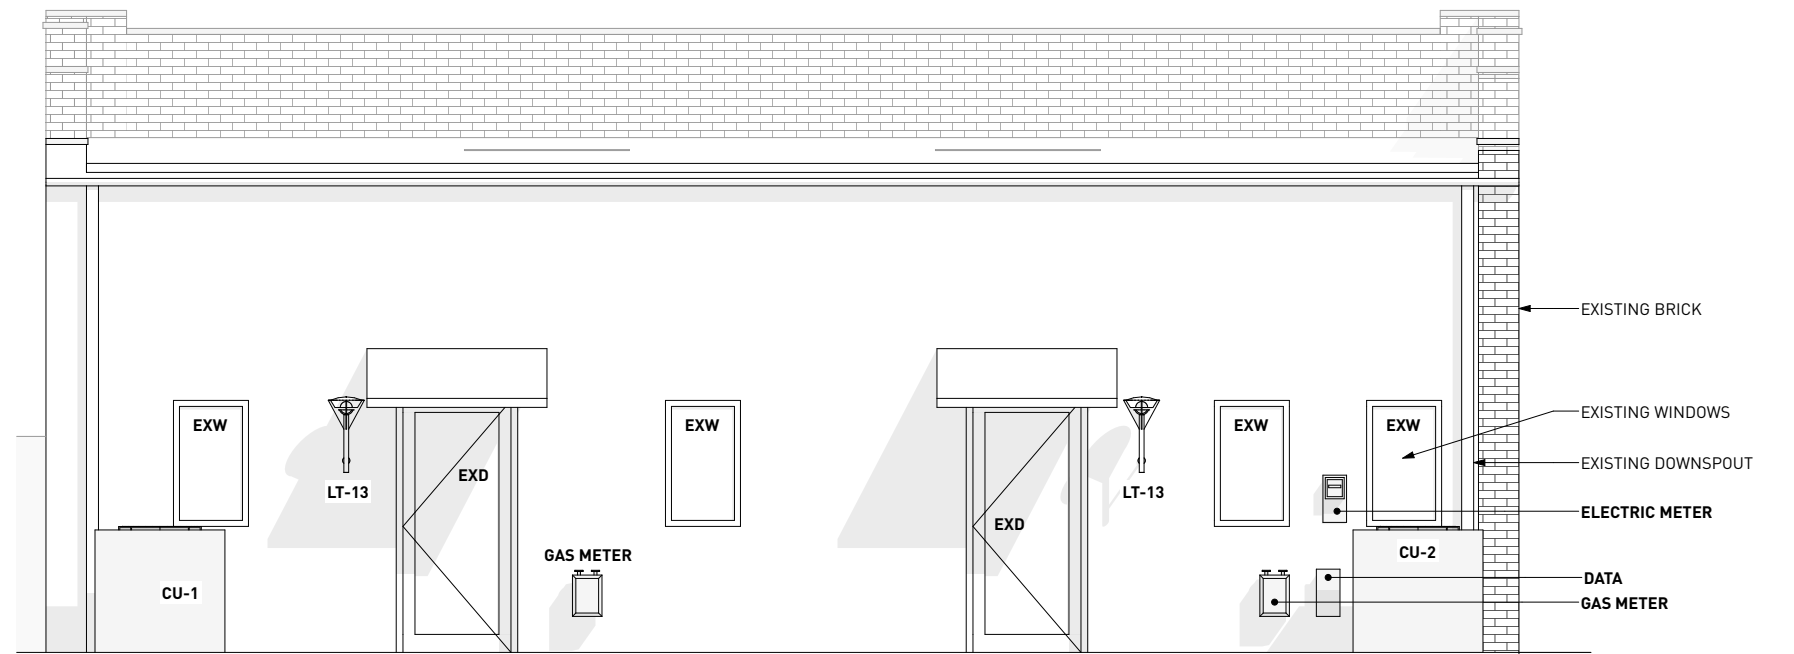 EXISTING BRICK
EXISTING WINDOWS
EXW
EXW
EXW
EXW
EXISTING DOWNSPOUT
EXD
LT-13
LT-13
ELECTRIC METER
EXD
GAS METER
CU-2
DATA
CU-1
GAS METER